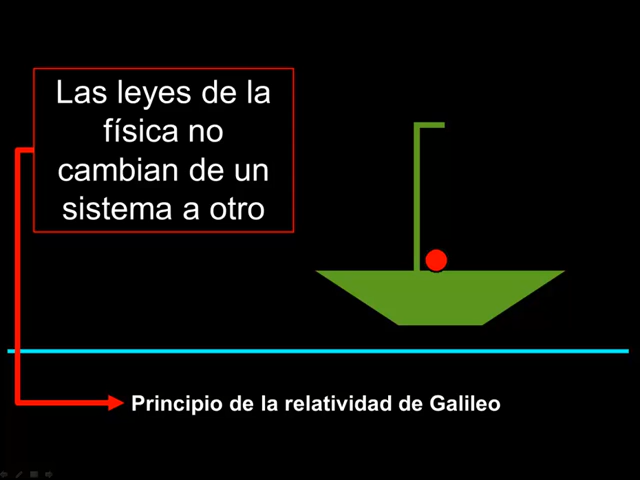 Las leyes de la
física no
cambian de un
sistema a otro
Principio de la relatividad de Galileo